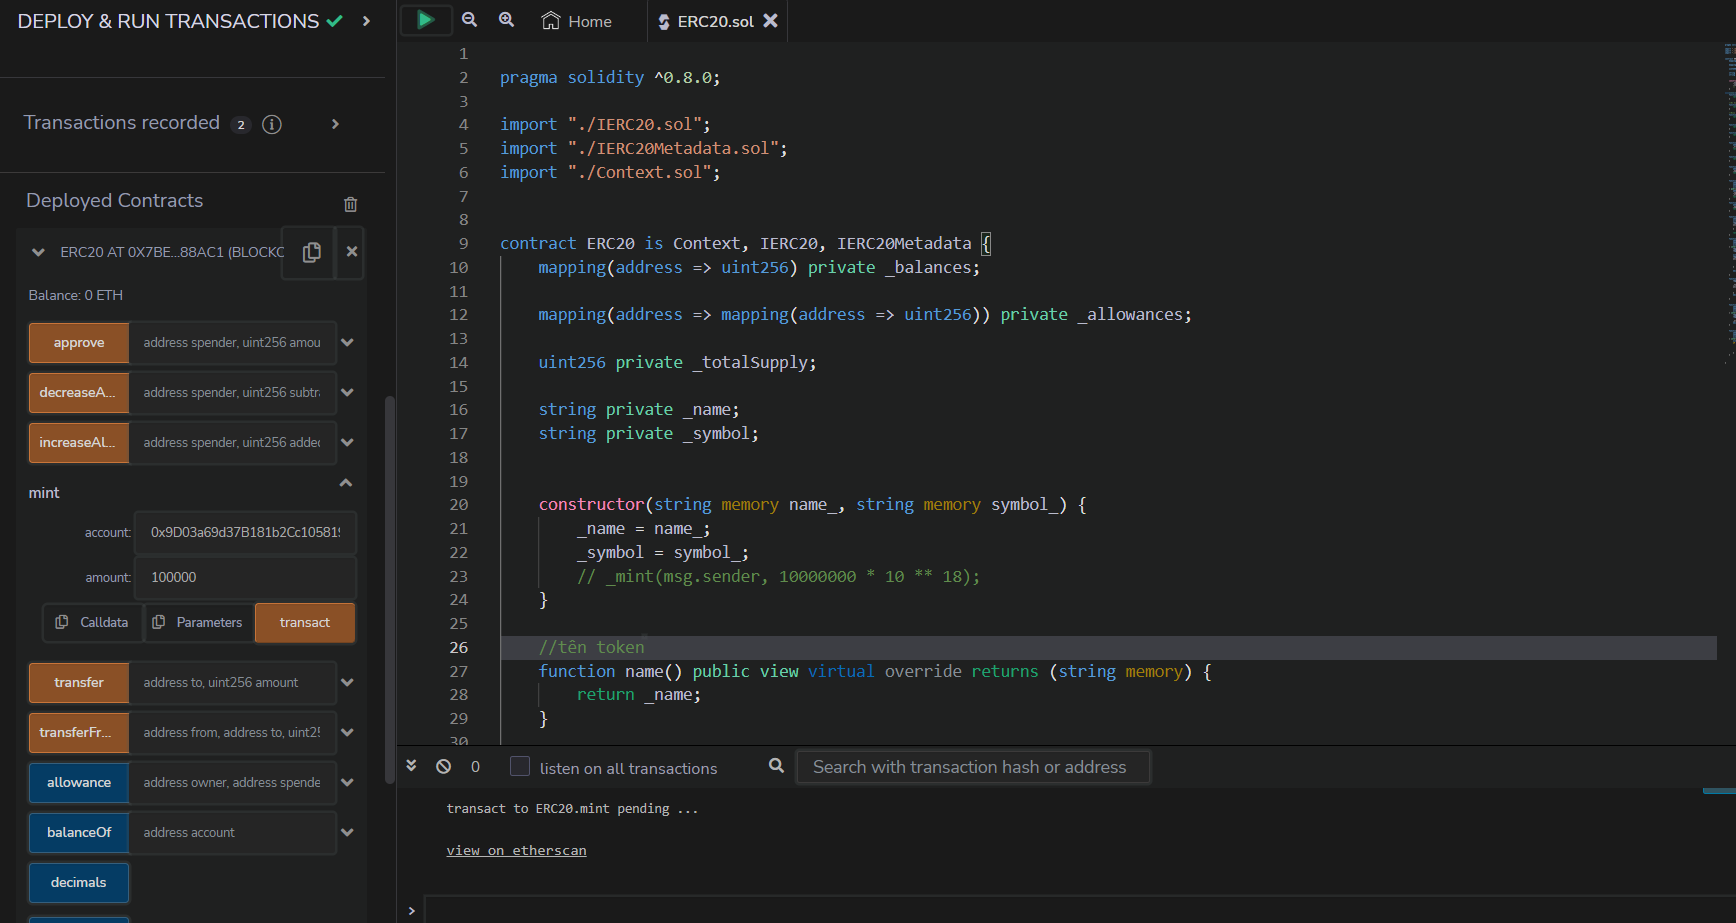 DEPLOY & RUN TRANSACTIONS
Transactions recorded 2
Deployed Contracts
ERC20 AT 0X7BE...88AC1 (BLOCKC
Balance: 0 ETH
approve address spender, uint256 amou
decreaseA... address spender, uint256 subtr
increaseAl... address spender, uint256 added
mint
account: 0x9D03a69d37B181b2Cc105819
amount: 100000
Calldata Parameters transact
transfer address to, uint256 amount
transferFr... address from, address to, uint25
allowance address owner, address spende
balanceOf address account
decimals
Home ERC20.sol
1
2 pragma solidity ^0.8.0;
3
4 import "./IERC20.sol";
5 import "./IERC20Metadata.sol";
6 import "./Context.sol";
7
8
9 contract ERC20 is Context, IERC20, IERC20Metadata {
10 mapping(address => uint256) private _balances;
11
12 mapping(address => mapping(address => uint256)) private _allowances;
13
14 uint256 private _totalSupply;
15
16 string private _name;
17 string private _symbol;
18
19
20 constructor(string memory name_, string memory symbol_) {
21 _name = name_;
22 _symbol = symbol_;
23 // _mint(msg.sender, 10000000 * 10 ** 18);
24 }
25
26 //tên token
27 function name() public view virtual override returns (string memory) {
28 return _name;
29 }
30
0 listen on all transactions Search with transaction hash or address
transact to ERC20.mint pending ...
view on etherscan
>